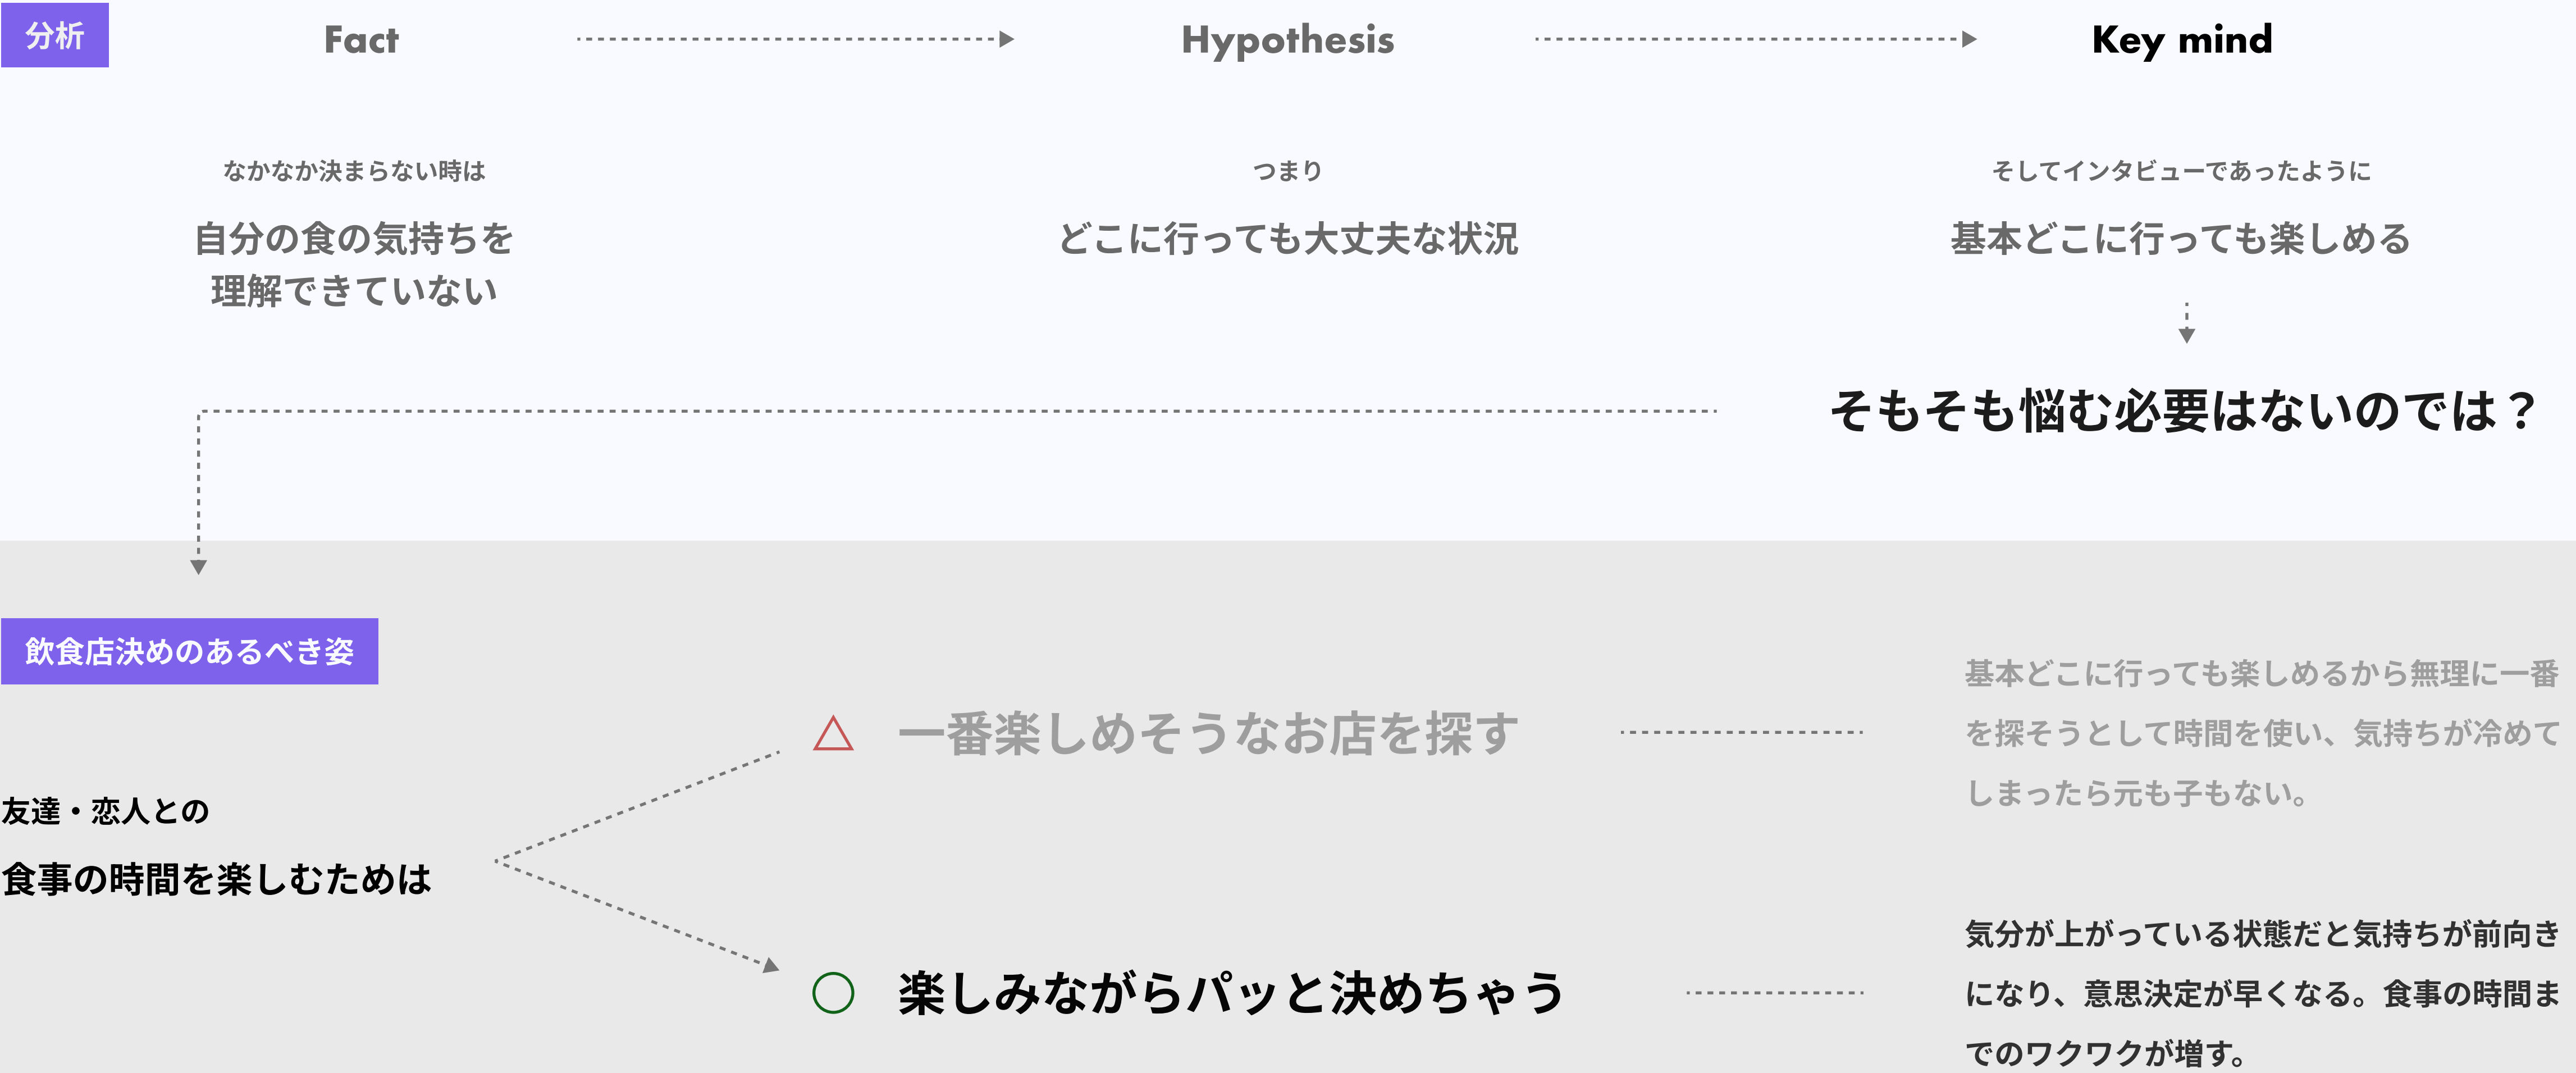 分析
Fact
Hypothesis
Key mind
なかなか決まらない時は
自分の食の気持ちを
理解できていない
つまり
どこに行っても大丈夫な状況
そしてインタビューであったように
基本どこに行っても楽しめる
そもそも悩む必要はないのでは？
飲食店決めのあるべき姿
友達・恋人との
食事の時間を楽しむためは
一番楽しめそうなお店を探す
基本どこに行っても楽しめるから無理に一番
を探そうとして時間を使い、気持ちが冷めて
しまったら元も子もない。
楽しみながらパッと決めちゃう
気分が上がっている状態だと気持ちが前向き
になり、意思決定が早くなる。食事の時間ま
でのワクワクが増す。